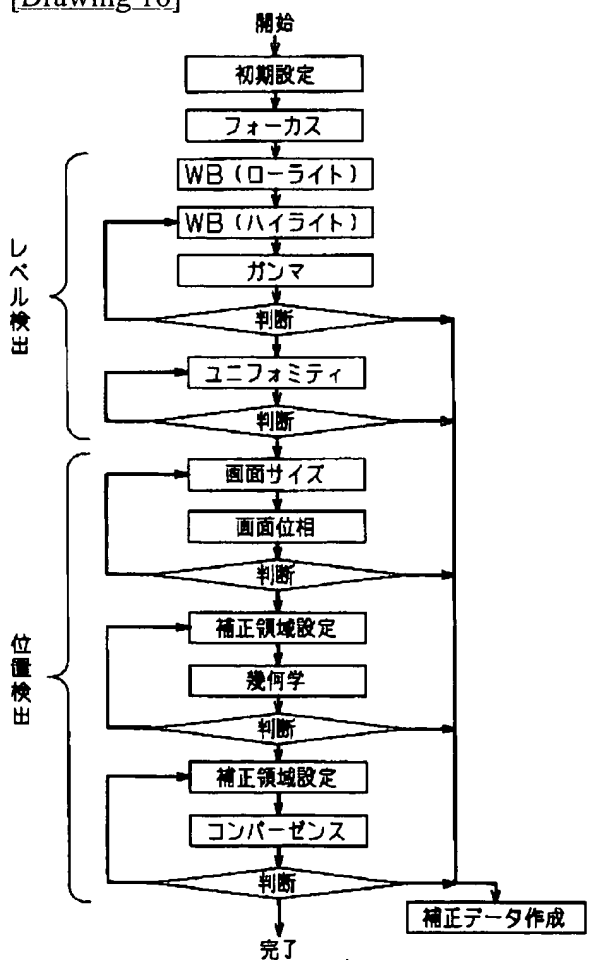 [Drawing 16]
開始
初期設定
フォーカス
WB(ローライト)
WB(ハイライト)
ガンマ
判断
ユニフォミティ
判断
レベル検出
画面サイズ
画面位相
判断
補正領域設定
幾何学
判断
補正領域設定
コンバーゼンス
判断
位置検出
補正データ作成
完了